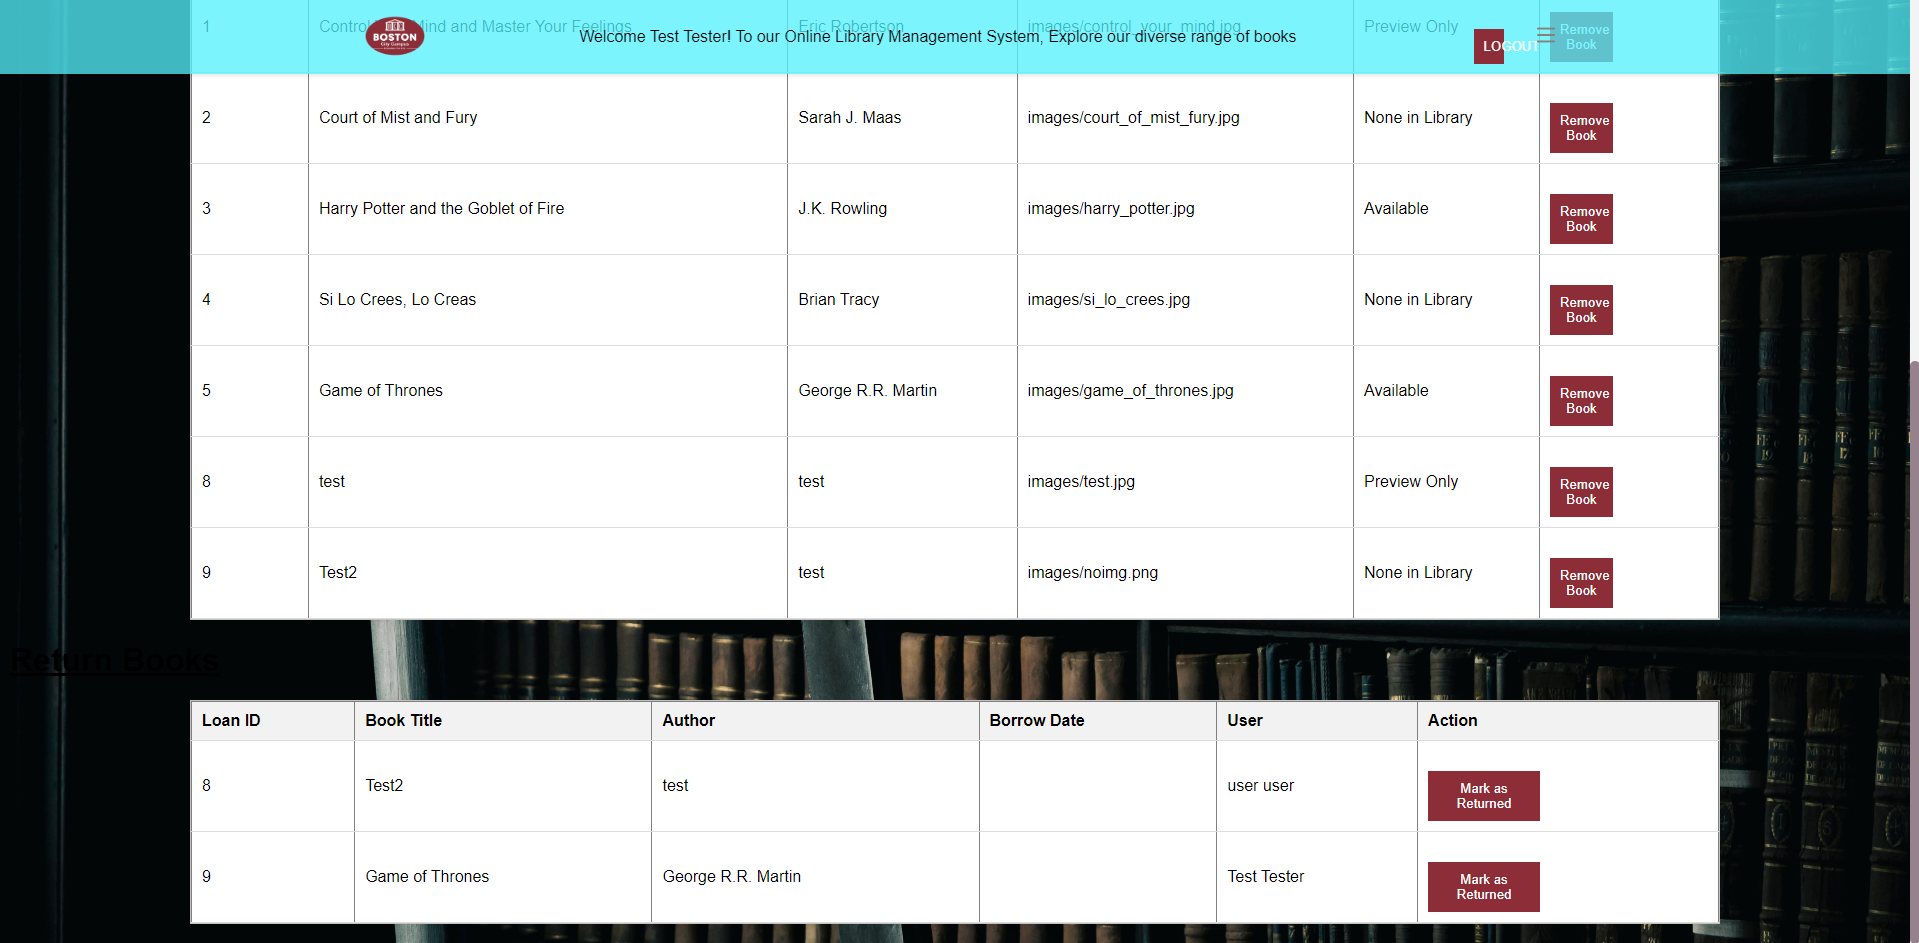 1 Control Your Mind and Master Your Feelings Eric Robertson images/control_your_mind.jpg Preview Only Remove Book
BOSTON
City Campus
Welcome Test Tester! To our Online Library Management System, Explore our diverse range of books
LOGOUT
2 Court of Mist and Fury Sarah J. Maas images/court_of_mist_fury.jpg None in Library Remove Book
3 Harry Potter and the Goblet of Fire J.K. Rowling images/harry_potter.jpg Available Remove Book
4 Si Lo Crees, Lo Creas Brian Tracy images/si_lo_crees.jpg None in Library Remove Book
5 Game of Thrones George R.R. Martin images/game_of_thrones.jpg Available Remove Book
8 test test images/test.jpg Preview Only Remove Book
9 Test2 test images/noimg.png None in Library Remove Book
Return Books
Loan ID Book Title Author Borrow Date User Action
8 Test2 test user user Mark as Returned
9 Game of Thrones George R.R. Martin Test Tester Mark as Returned